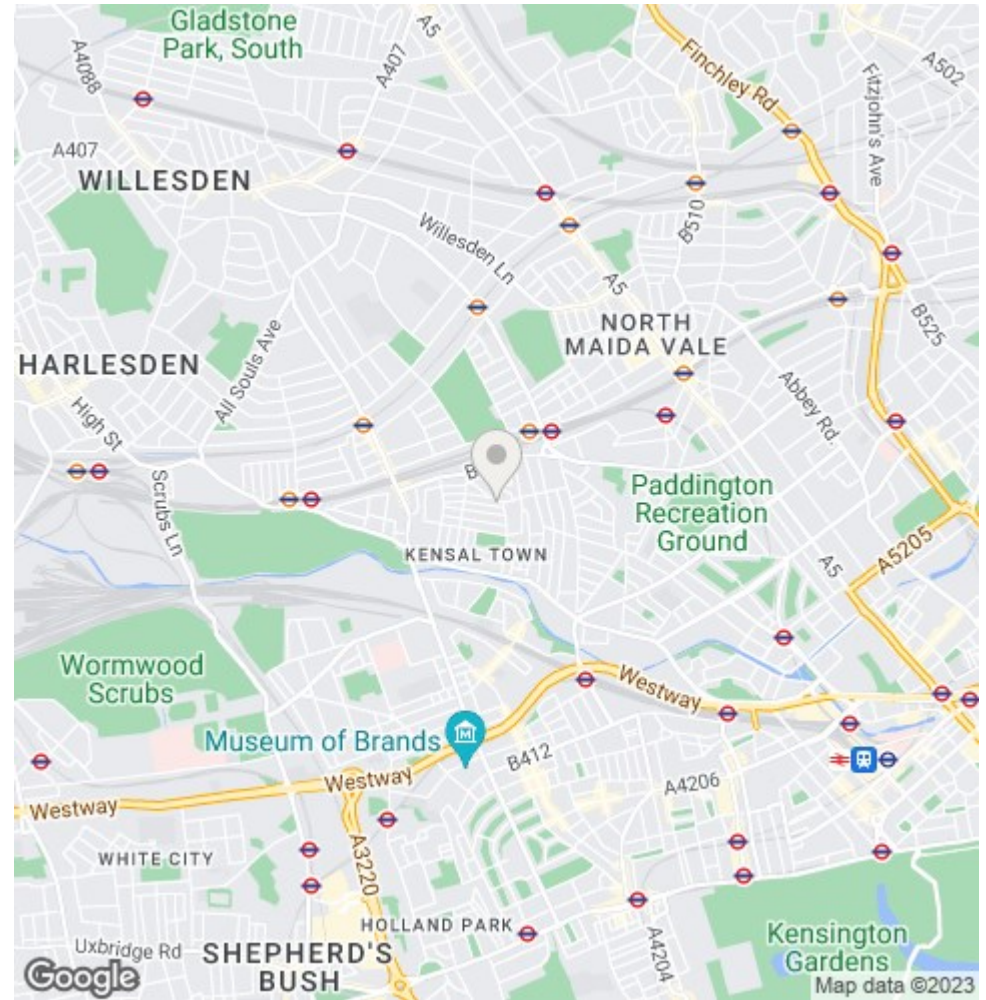 Gladstone
Park, South
A5
A407
A4088
Finchley Rd
A502
Fitzjohn's Ave
A407
WILLESDEN
Willesden Ln
B510
A5
NORTH
MAIDA VALE
B525
HARLESDEN
All Souls Ave
High St
Abbey Rd.
B
Scrubs Ln
Paddington
Recreation
Ground
KENSAL TOWN
A5
A5205
Wormwood
Scrubs
Westway
Museum of Brands
M
B412
Westway
A4206
Westway
WHITE CITY
A3220
HOLLAND PARK
A4204
Kensington
Gardens
Uxbridge Rd
SHEPHERD'S
BUSH
Google
Map data ©2023